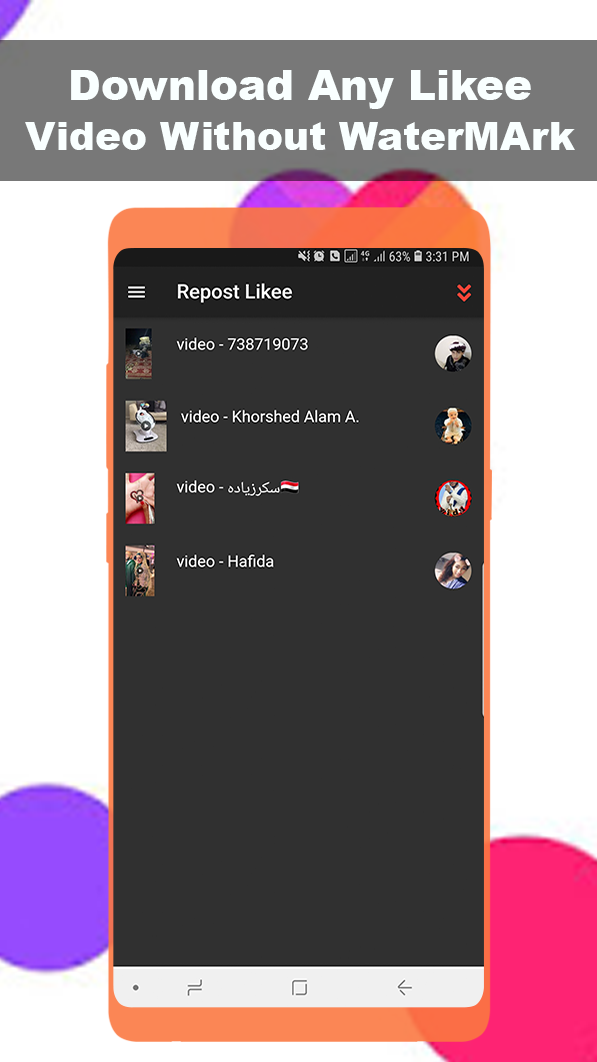 Download Any Likee
Video Without WaterMArk
4G 63% 3:31 PM
Repost Likee
video - 738719073
video - Khorshed Alam A.
video - سكرزياده🇾🇪
video - Hafida